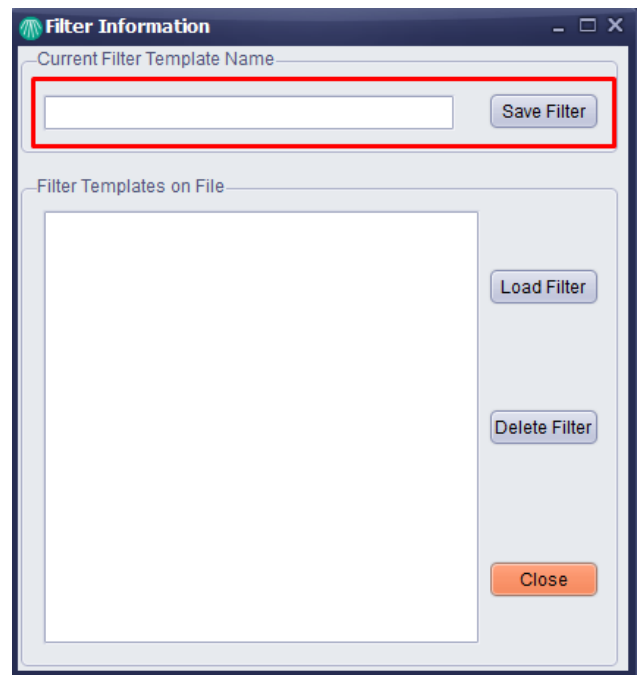 Filter Information
Current Filter Template Name
Save Filter
Filter Templates on File
Load Filter
Delete Filter
Close